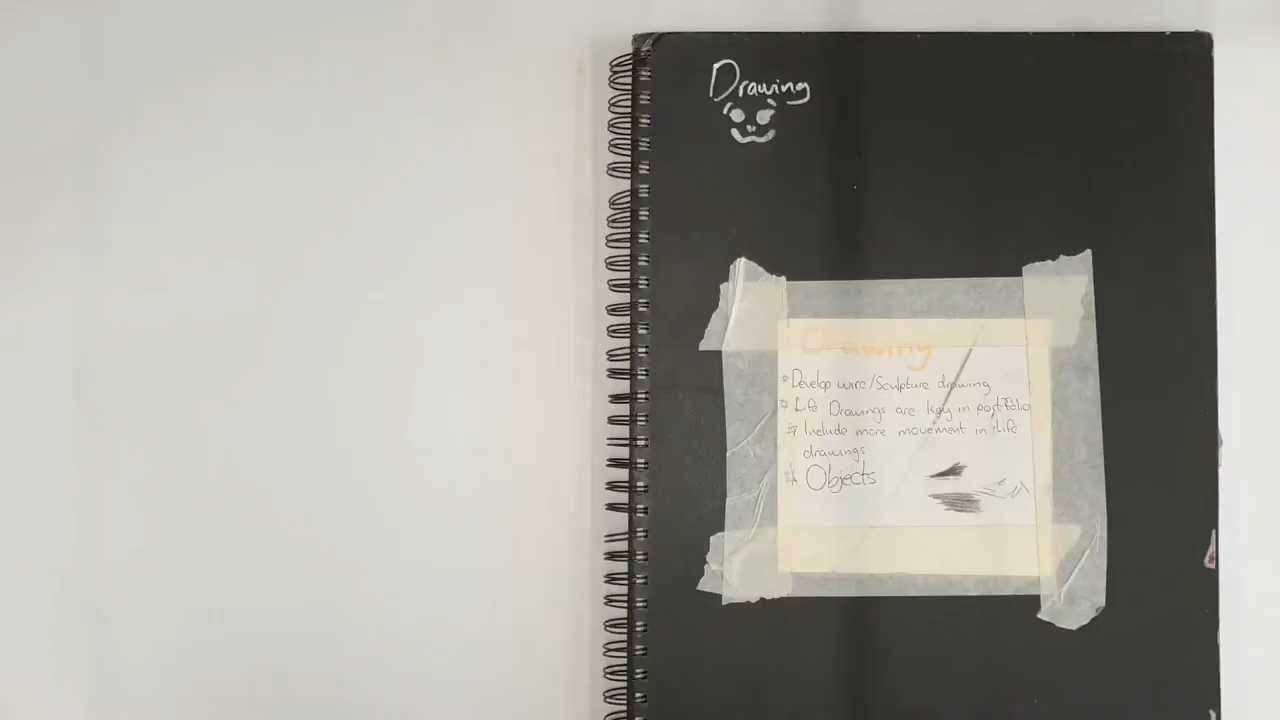 Drawing
Drawing
Develop wire/Sculpture drawing
Life Drawings are key in portfolio
Include more movement in life
drawings
Objects